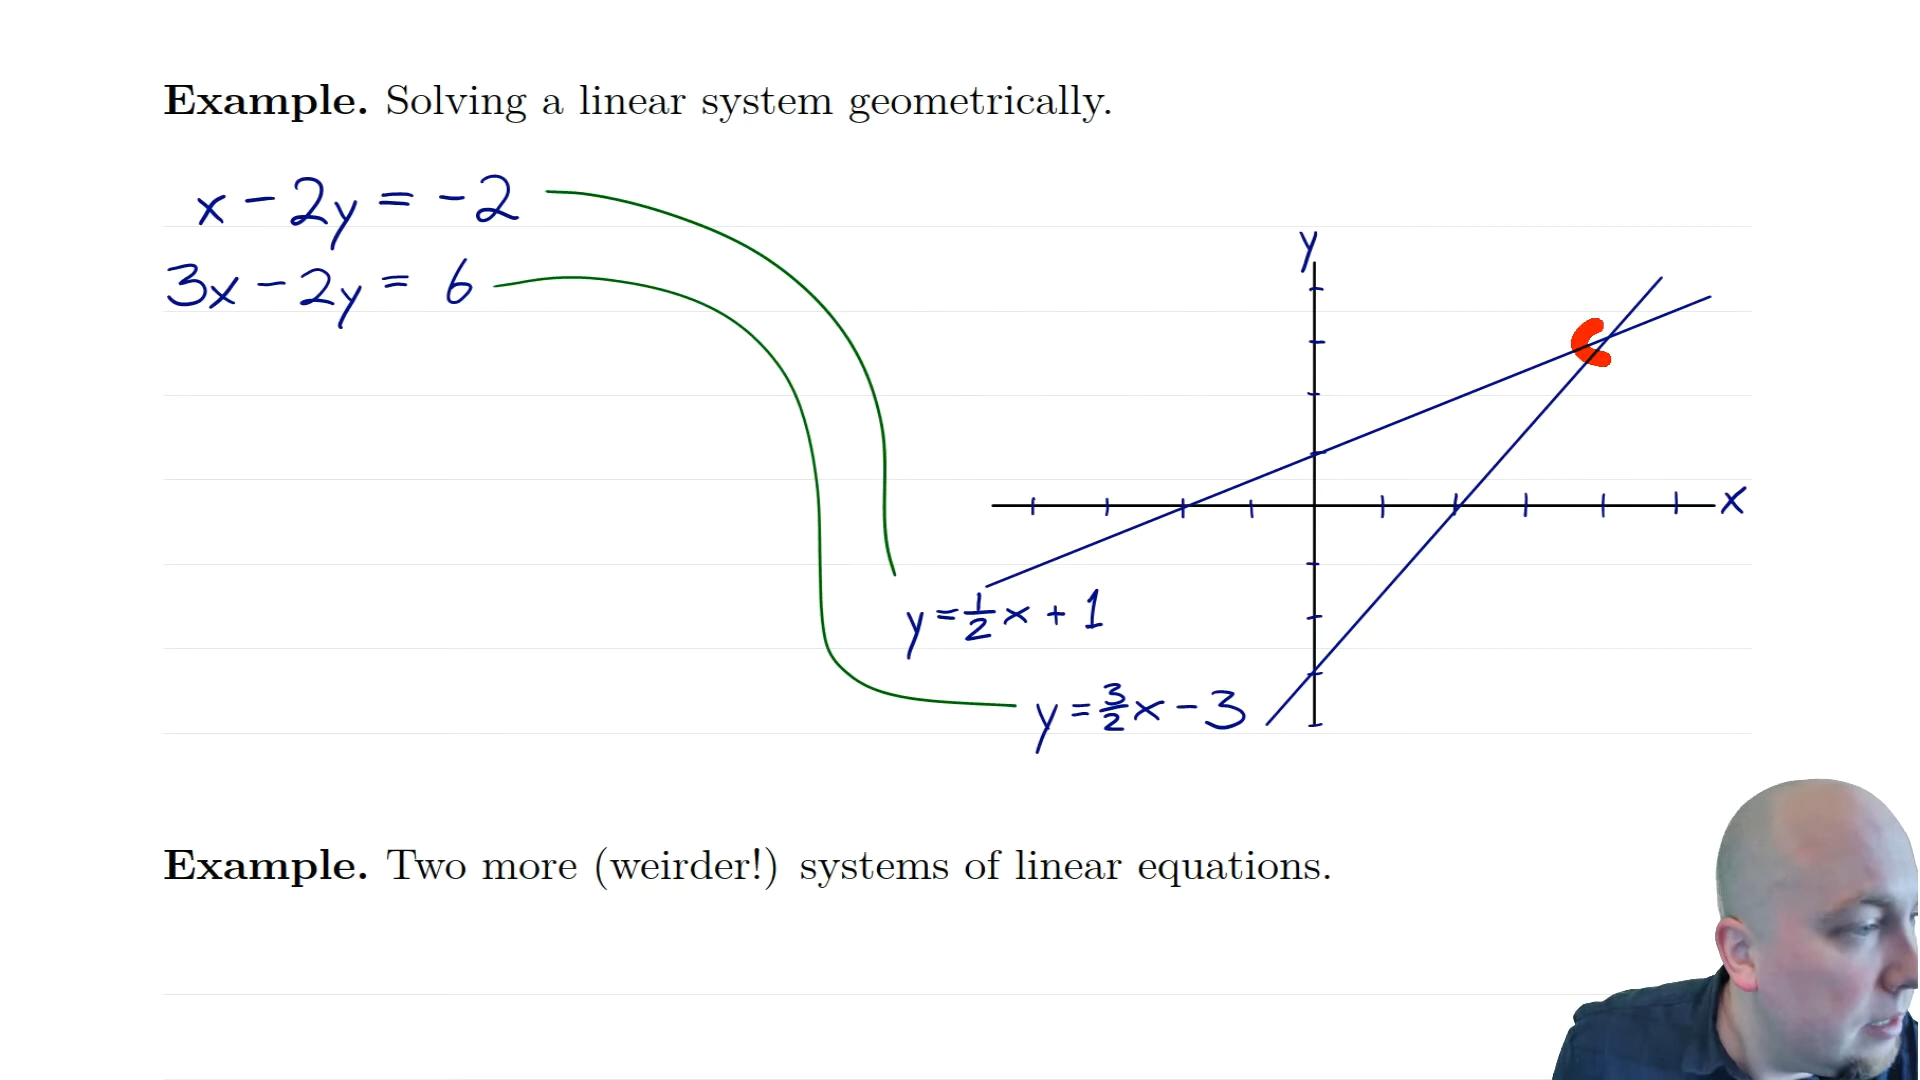 Example. Solving a linear system geometrically.
x - 2y = -2
3x - 2y = 6
y
x
y = 1/2 x + 1
y = 3/2 x - 3
Example. Two more (weirder!) systems of linear equations.